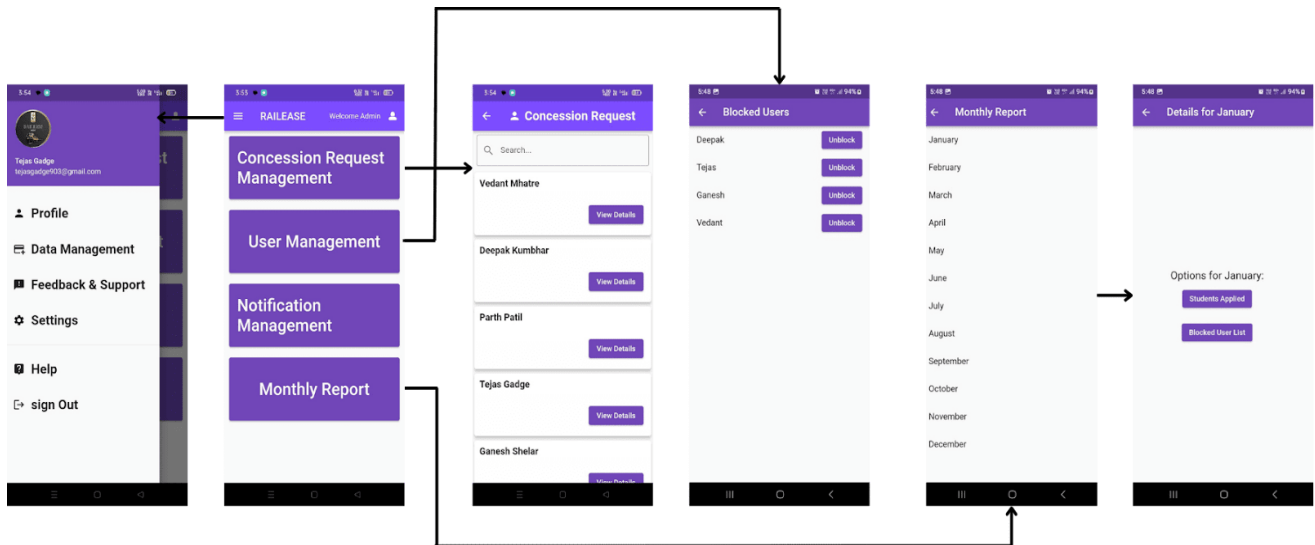 3:54
Tejas Gadge
tejasgadge903@gmail.com
Profile
Data Management
Feedback & Support
Settings
Help
sign Out
3:53
RAILEASE
Welcome Admin
Concession Request
Management
User Management
Notification
Management
Monthly Report
3:54
Concession Request
Search...
Vedant Mhatre
View Details
Deepak Kumbhar
View Details
Parth Patil
View Details
Tejas Gadge
View Details
Ganesh Shelar
View Details
5:48
94%
Blocked Users
Deepak
Unblock
Tejas
Unblock
Ganesh
Unblock
Vedant
Unblock
5:48
94%
Monthly Report
January
February
March
April
May
June
July
August
September
October
November
December
5:48
94%
Details for January
Options for January:
Students Applied
Blocked User List